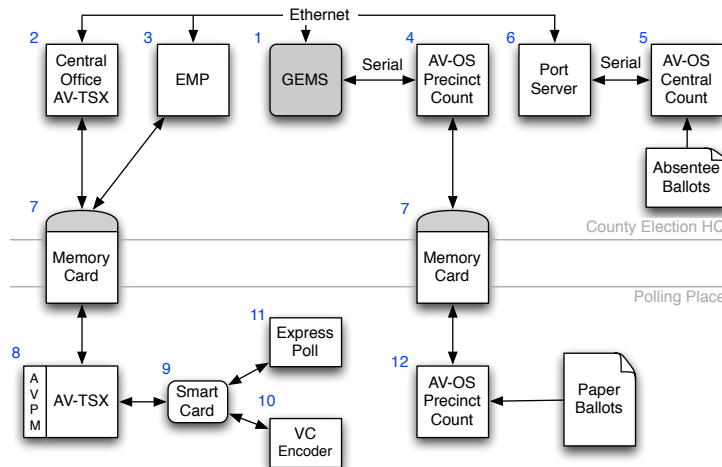 Ethernet
2
Central
Office
AV-TSX
3
EMP
1
GEMS
Serial
4
AV-OS
Precinct
Count
6
Port
Server
Serial
5
AV-OS
Central
Count
Absentee
Ballots
County Election HQ
7
Memory
Card
7
Memory
Card
Polling Place
8
A
V
P
M
AV-TSX
9
Smart
Card
11
Express
Poll
10
VC
Encoder
12
AV-OS
Precinct
Count
Paper
Ballots